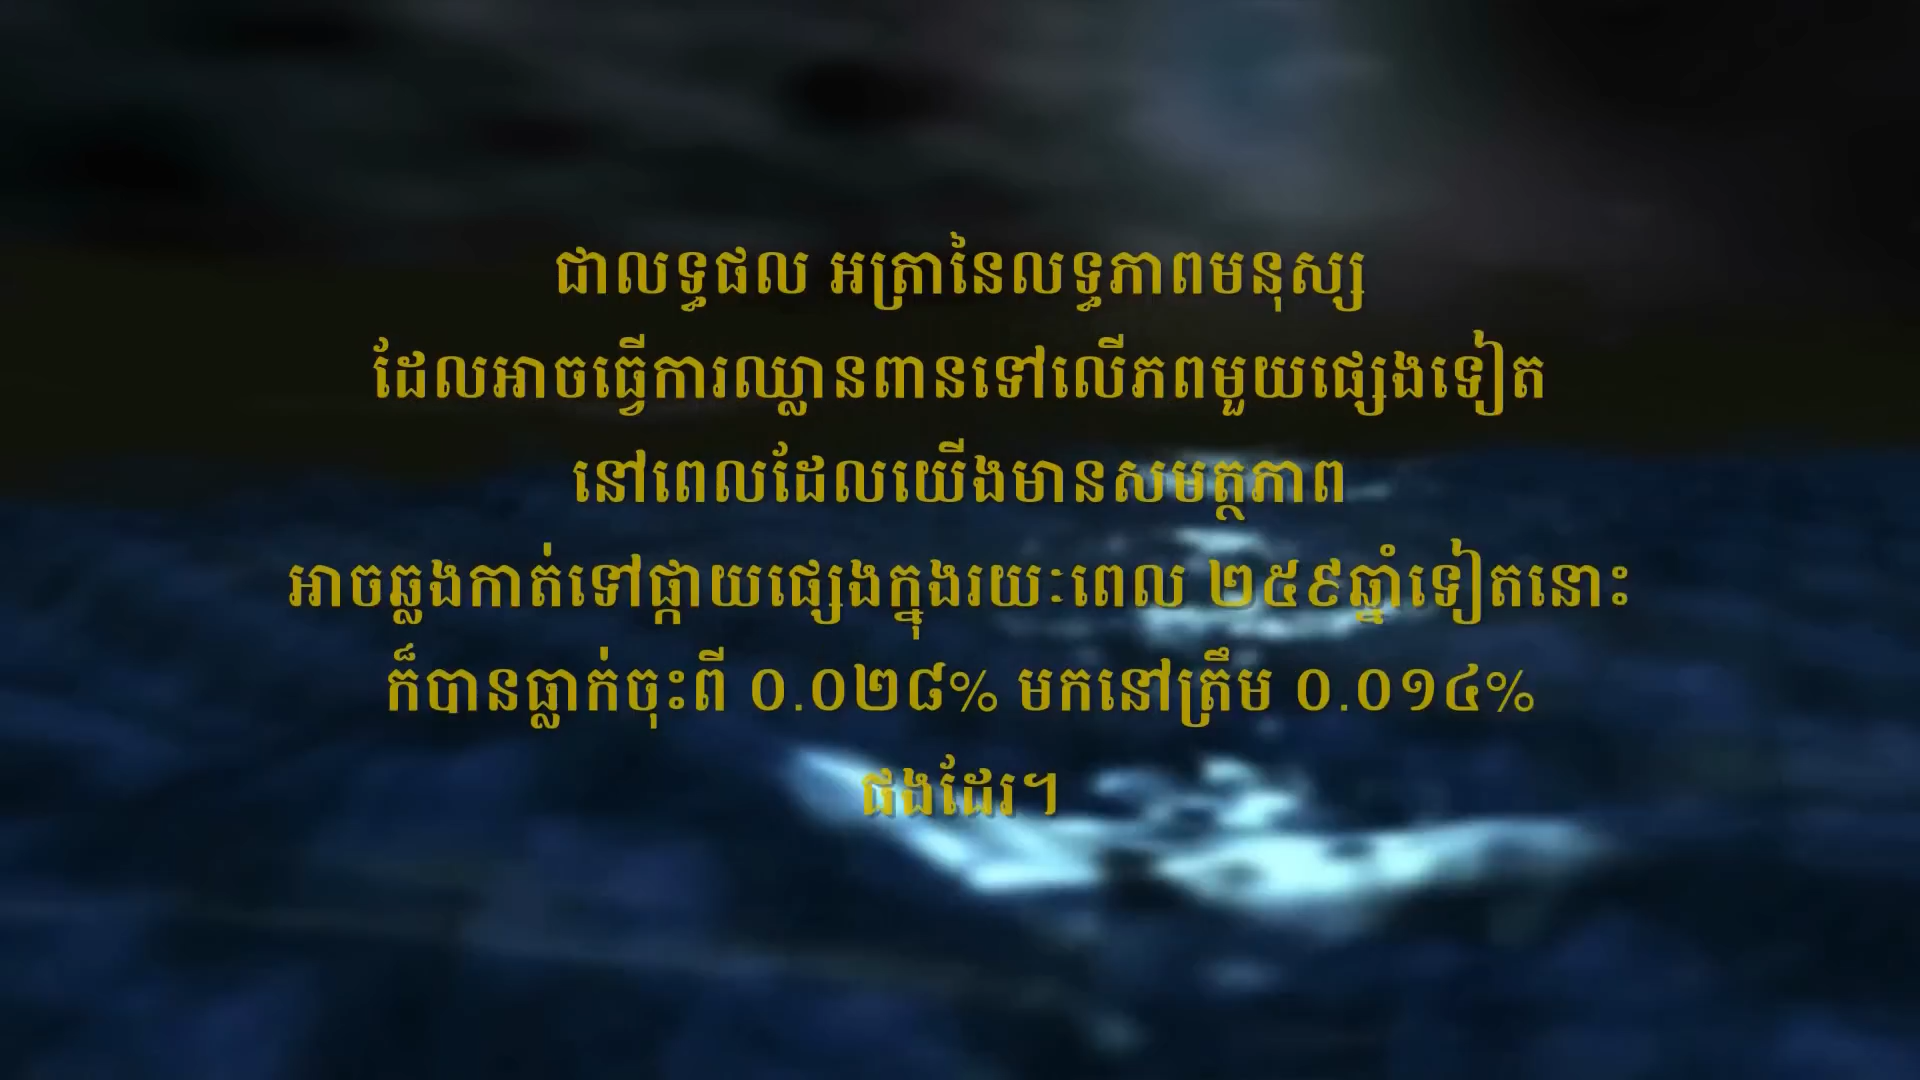 ជាលទ្ធផល អត្រានៃលទ្ធភាពមនុស្ស
ដែលអាចធ្វើការឈ្លានពានទៅលើភពមួយផ្សេងទៀត
នៅពេលដែលយើងមានសមត្ថភាព
អាចឆ្លងកាត់ទៅផ្កាយផ្សេងក្នុងរយៈពេល ២៥៩ឆ្នាំទៀតនោះ
ក៏បានធ្លាក់ចុះពី ០.០២៨% មកនៅត្រឹម ០.០១៤%
ផងដែរ។